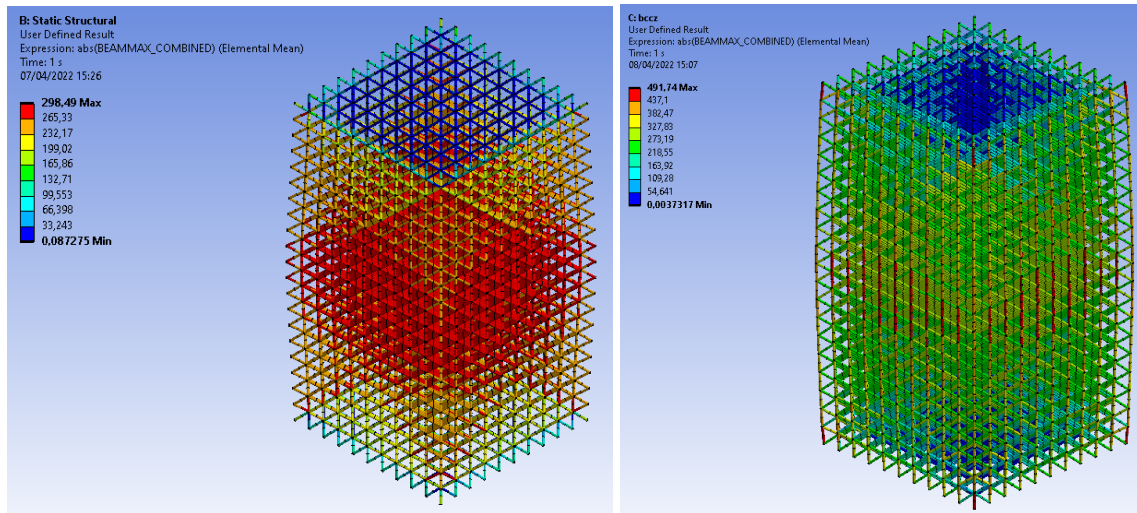 B: Static Structural
User Defined Result
Expression: abs(BEAMMAX_COMBINED) (Elemental Mean)
Time: 1 s
07/04/2022 15:26
298,49 Max
265,33
232,17
199,02
165,86
132,71
99,553
66,398
33,243
0,087275 Min
C: bccz
User Defined Result
Expression: abs(BEAMMAX_COMBINED) (Elemental Mean)
Time: 1 s
08/04/2022 15:07
491,74 Max
437,1
382,47
327,83
273,19
218,55
163,92
109,28
54,641
0,0037317 Min